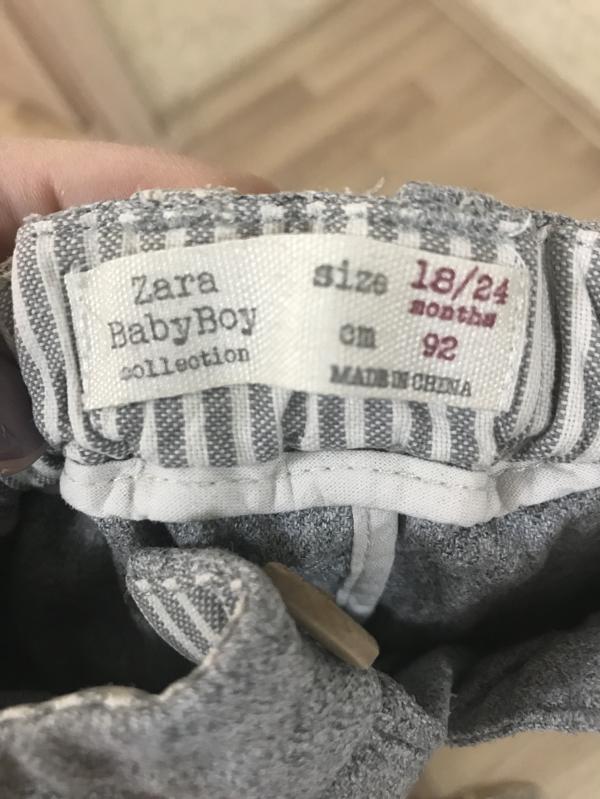 Zara
BabyBoy
collection
size 18/24
months
cm 92
MADE IN CHINA